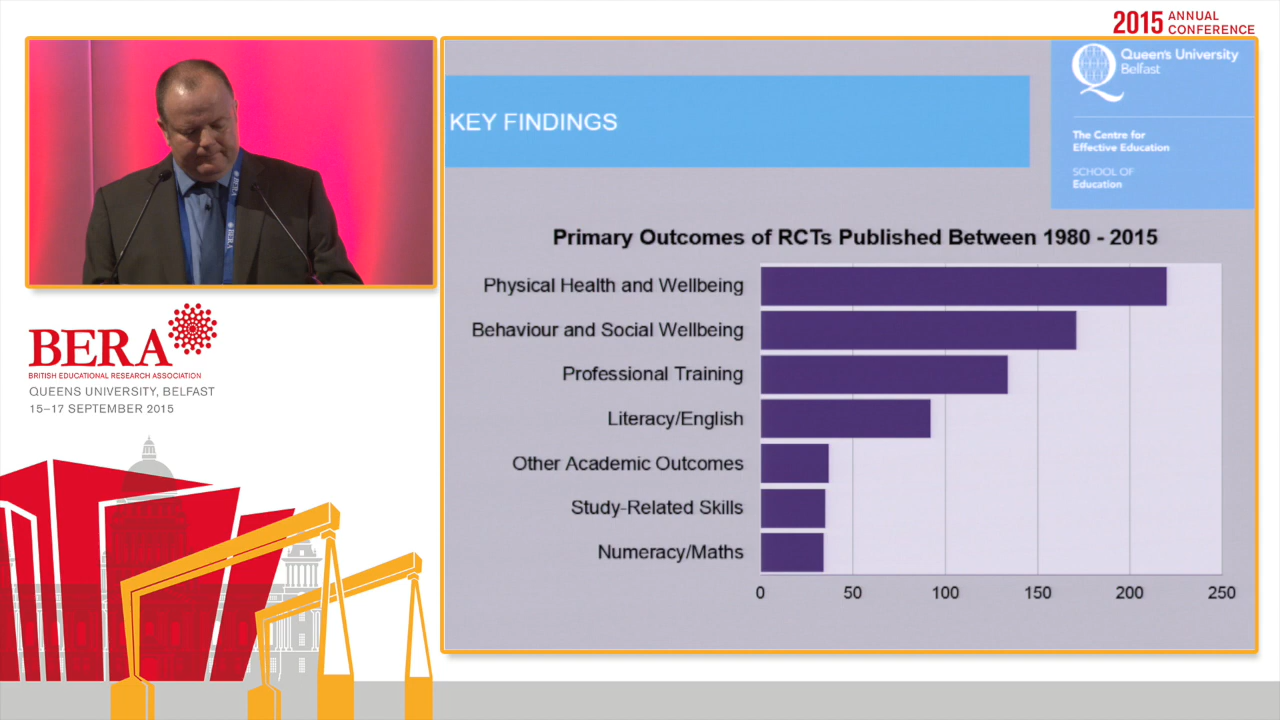 2015 ANNUAL
CONFERENCE
BERA
BERA
BERA
BRITISH EDUCATIONAL RESEARCH ASSOCIATION
QUEENS UNIVERSITY, BELFAST
15–17 SEPTEMBER 2015
KEY FINDINGS
Queen's University
Belfast
The Centre for
Effective Education
SCHOOL OF
Education
Primary Outcomes of RCTs Published Between 1980 - 2015
Physical Health and Wellbeing
Behaviour and Social Wellbeing
Professional Training
Literacy/English
Other Academic Outcomes
Study-Related Skills
Numeracy/Maths
0 50 100 150 200 250